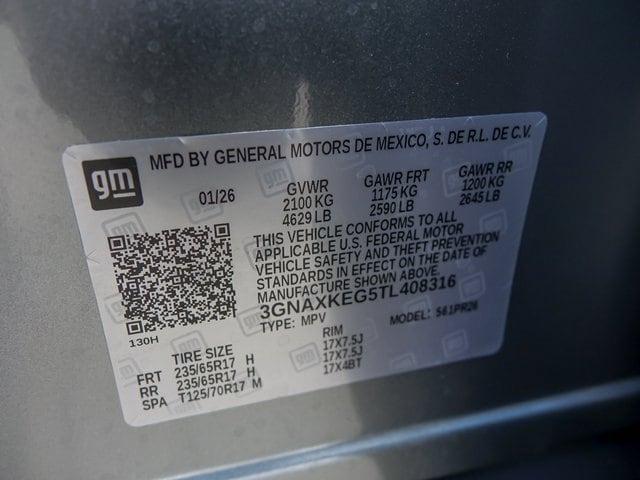 gm
MFD BY GENERAL MOTORS DE MEXICO, S. DE R.L. DE C.V.
01/26
GVWR
2100 KG
4629 LB
GAWR FRT
1175 KG
2590 LB
GAWR RR
1200 KG
2645 LB
THIS VEHICLE CONFORMS TO ALL
APPLICABLE U.S. FEDERAL MOTOR
VEHICLE SAFETY AND THEFT PREVENTION
STANDARDS IN EFFECT ON THE DATE OF
MANUFACTURE SHOWN ABOVE.
3GNAXKEG5TL408316
TYPE: MPV
MODEL: 561PR26
130H
TIRE SIZE
RIM
FRT 235/65R17 H 17X7.5J
RR 235/65R17 H 17X7.5J
SPA T125/70R17 M 17X4BT